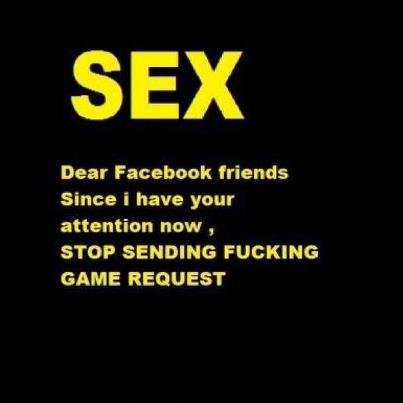 SEX
Dear Facebook friends
Since i have your
attention now ,
STOP SENDING FUCKING
GAME REQUEST